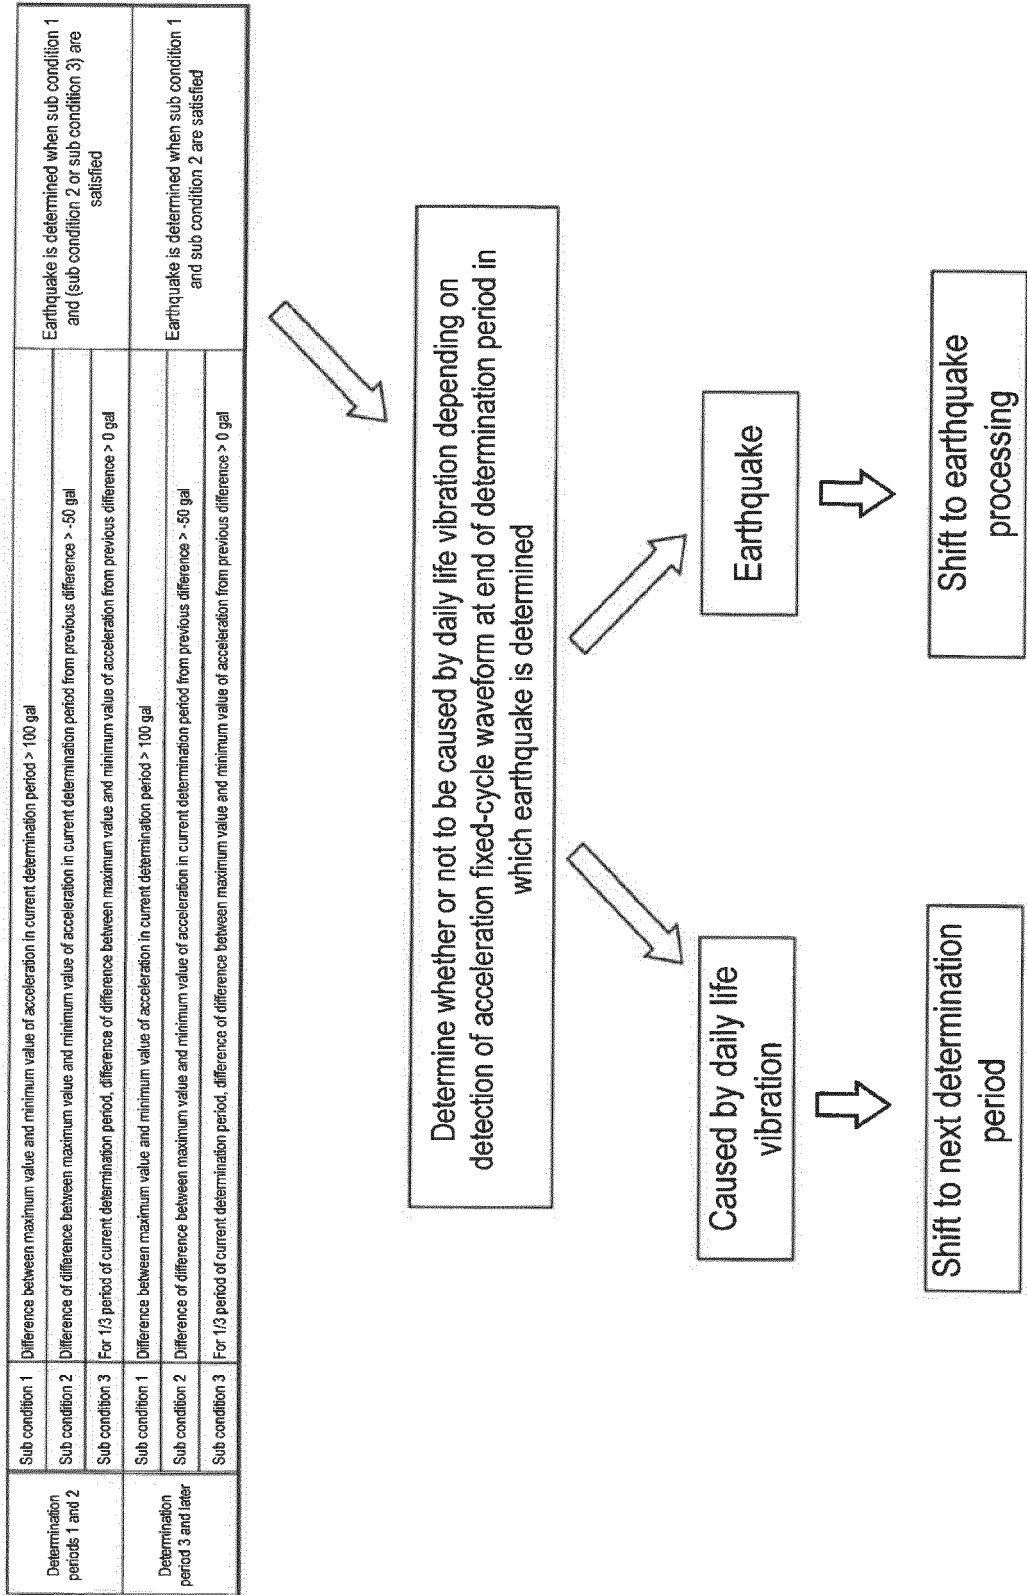 Determination
periods 1 and 2
Sub condition 1
Difference between maximum value and minimum value of acceleration in current determination period > 100 gal
Sub condition 2
Difference of difference between maximum value and minimum value of acceleration in current determination period from previous difference > -50 gal
Sub condition 3
For 1/3 period of current determination period, difference of difference between maximum value and minimum value of acceleration from previous difference > 0 gal
Earthquake is determined when sub condition 1
and (sub condition 2 or sub condition 3) are
satisfied
Determination
period 3 and later
Sub condition 1
Difference between maximum value and minimum value of acceleration in current determination period > 100 gal
Sub condition 2
Difference of difference between maximum value and minimum value of acceleration in current determination period from previous difference > -50 gal
Sub condition 3
For 1/3 period of current determination period, difference of difference between maximum value and minimum value of acceleration from previous difference > 0 gal
Earthquake is determined when sub condition 1
and sub condition 2 are satisfied
Determine whether or not to be caused by daily life vibration depending on
detection of acceleration fixed-cycle waveform at end of determination period in
which earthquake is determined
Caused by daily life
vibration
Earthquake
Shift to next determination
period
Shift to earthquake
processing